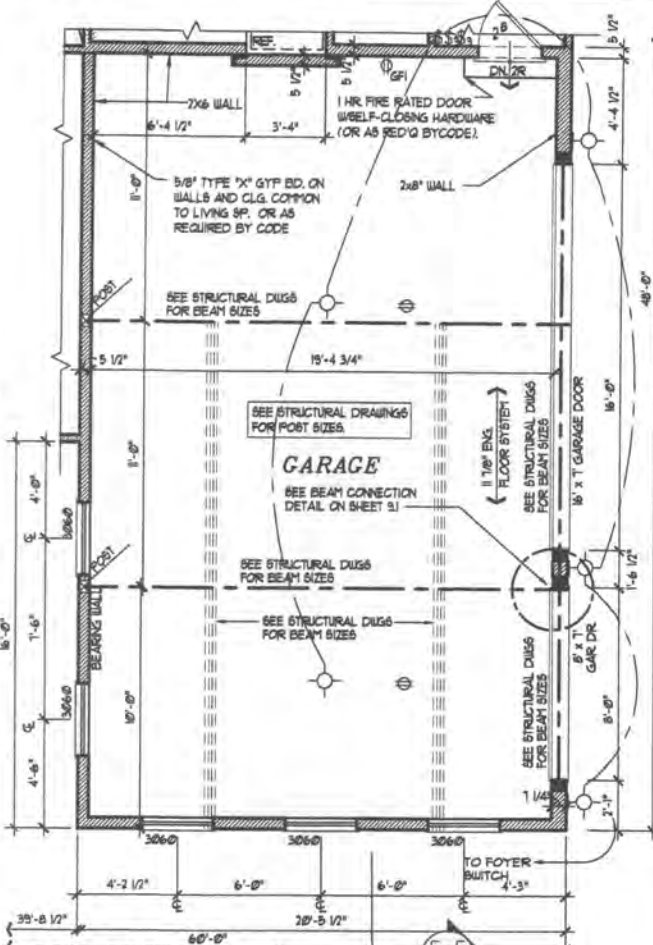 REF.
2 8
5 1/2"
5 1/2"
5 1/2"
GFI
DN. 2R
2X6 WALL
6'-4 1/2"
3'-4"
1 HR. FIRE RATED DOOR
W/SELF-CLOSING HARDWARE
(OR AS REQ'D BYCODE).
4'-4 1/2"
5/8" TYPE "X" GYP BD. ON
WALLS AND CLG. COMMON
TO LIVING SP. OR AS
REQUIRED BY CODE
2x8" WALL
11'-0"
POST
SEE STRUCTURAL DWGS
FOR BEAM SIZES
48'-0"
5 1/2"
19'-4 3/4"
SEE STRUCTURAL DRAWINGS
FOR POST SIZES.
11 7/8" ENG.
FLOOR SYSTEM
SEE STRUCTURAL DWGS
FOR BEAM SIZES
16' x 7' GARAGE DOOR
16'-0"
GARAGE
11'-0"
4'-0"
3060
SEE BEAM CONNECTION
DETAIL ON SHEET 9.1
POST
SEE STRUCTURAL DWGS
FOR BEAM SIZES
1'-6 1/2"
16'-0"
7'-6"
BEARING WALL
SEE STRUCTURAL DWGS
FOR BEAM SIZES
SEE STRUCTURAL DWGS
FOR BEAM SIZES
8' x 7'
GAR DR.
8'-0"
3060
10'-0"
4'-6"
7 1/4"
2'-1"
3060
3060
3060
TO FOYER
SWITCH
4'-2 1/2"
6'-0"
6'-0"
4'-3"
39'-8 1/2"
20'-5 1/2"
60'-0"